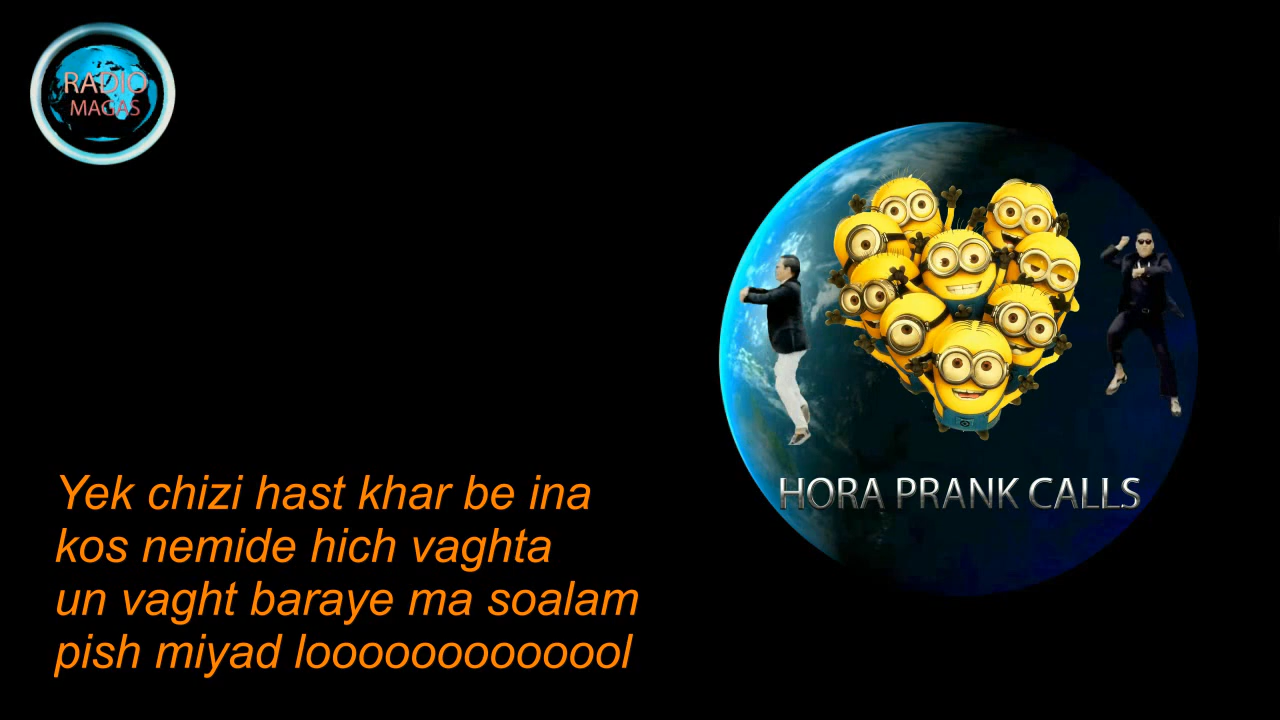 RADIO
MAGAS
HORA PRANK CALLS
Yek chizi hast khar be ina
kos nemide hich vaghta
un vaght baraye ma soalam
pish miyad looooooooooool